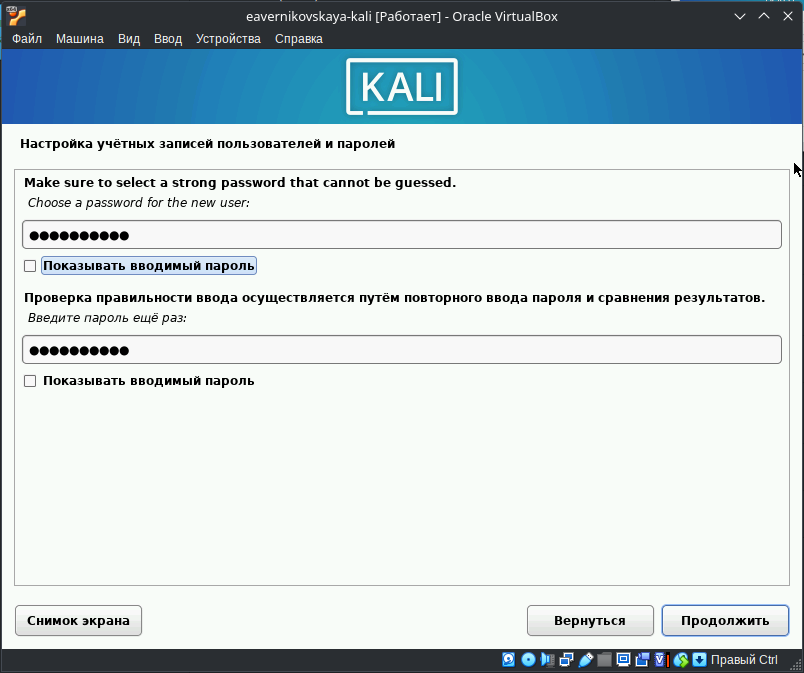 eavernikovskaya-kali [Работает] - Oracle VirtualBox
Файл Машина Вид Ввод Устройства Справка
KALI
Настройка учётных записей пользователей и паролей
Make sure to select a strong password that cannot be guessed.
Choose a password for the new user:
●●●●●●●●●●
Показывать вводимый пароль
Проверка правильности ввода осуществляется путём повторного ввода пароля и сравнения результатов.
Введите пароль ещё раз:
●●●●●●●●●●
Показывать вводимый пароль
Снимок экрана Вернуться Продолжить
Правый Ctrl